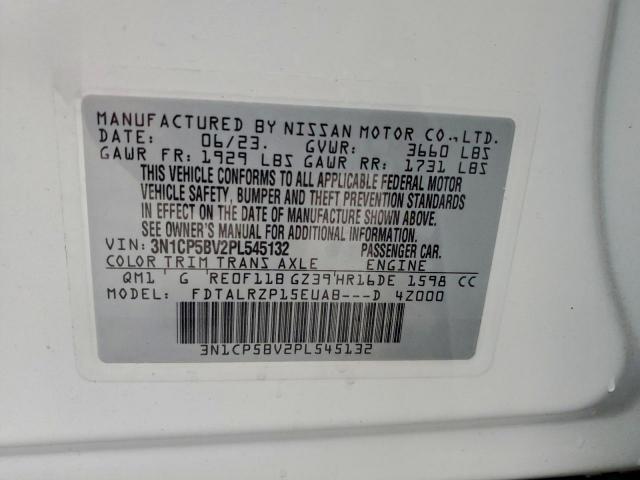 MANUFACTURED BY NISSAN MOTOR CO.,LTD.
DATE: 06/23. GVWR: 3660 LBS
GAWR FR: 1929 LBS GAWR RR: 1731 LBS
THIS VEHICLE CONFORMS TO ALL APPLICABLE FEDERAL MOTOR
VEHICLE SAFETY, BUMPER AND THEFT PREVENTION STANDARDS
IN EFFECT ON THE DATE OF MANUFACTURE SHOWN ABOVE.
SEE OWNER'S MANUAL FOR ADDITIONAL INFORMATION.
VIN: 3N1CP5BV2PL545132 PASSENGER CAR.
COLOR TRIM TRANS AXLE ENGINE
QM1 G RE0F11B GZ39 HR16DE 1598 CC
FDTALRZP15EUAB---D 4Z000
3N1CP5BV2PL545132